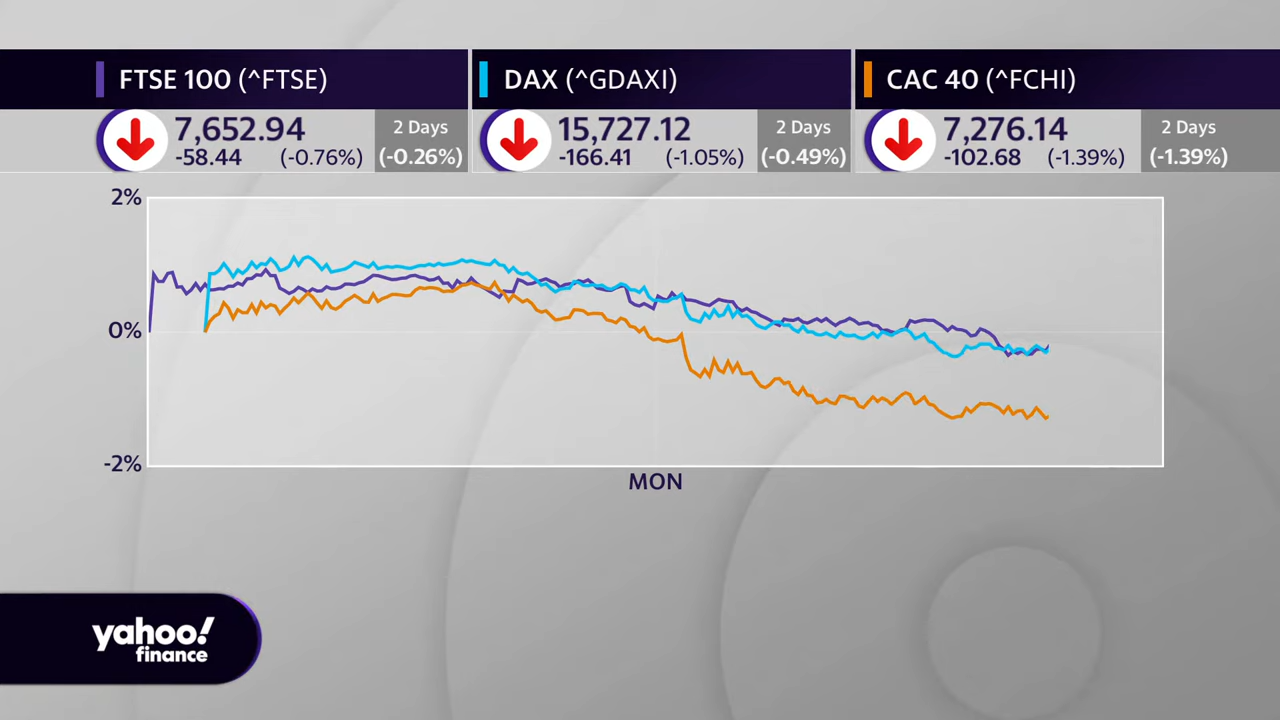 FTSE 100 (^FTSE)
7,652.94
-58.44 (-0.76%)
2 Days
(-0.26%)
DAX (^GDAXI)
15,727.12
-166.41 (-1.05%)
2 Days
(-0.49%)
CAC 40 (^FCHI)
7,276.14
-102.68 (-1.39%)
2 Days
(-1.39%)
2%
0%
-2%
MON
yahoo!
finance